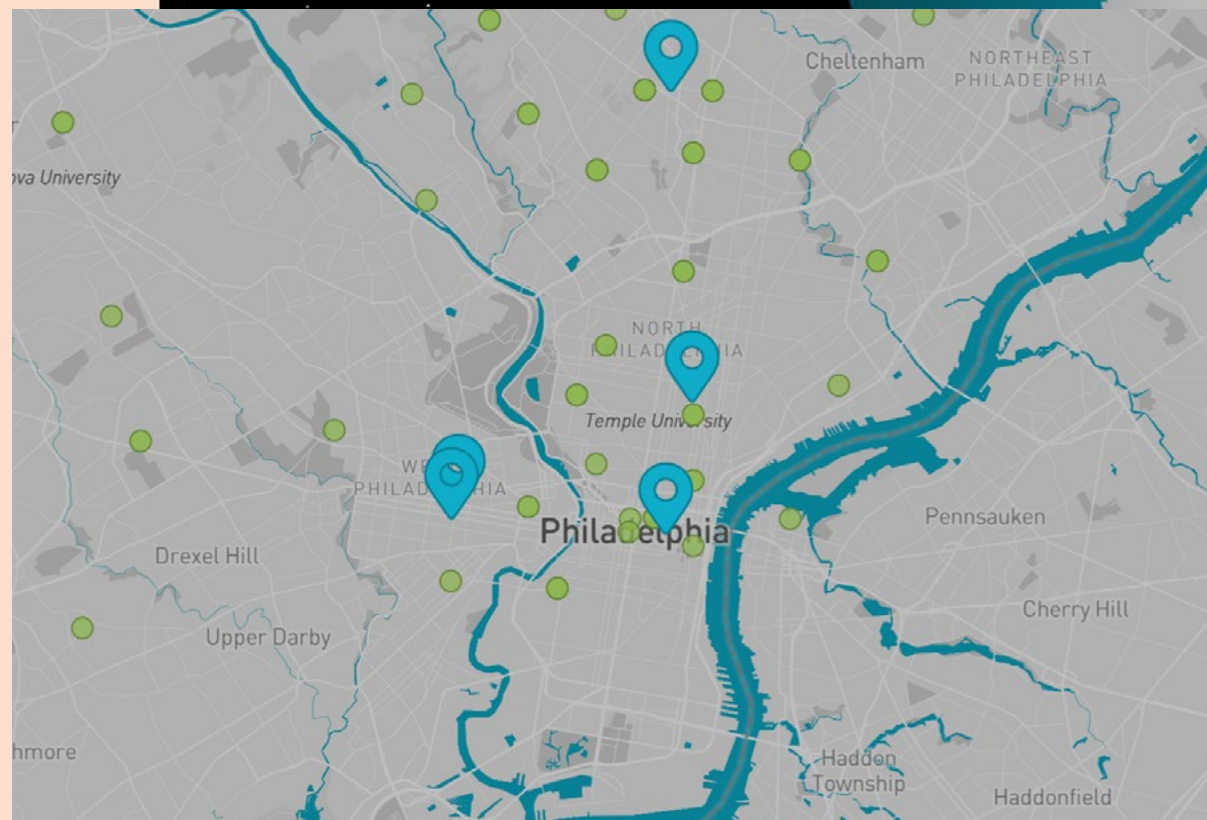 Cheltenham
NORTHEAST
PHILADELPHIA
ova University
NORTH
PHILADELPHIA
Temple University
WEST
PHILADELPHIA
Philadelphia
Pennsauken
Drexel Hill
Cherry Hill
Upper Darby
hmore
Haddon
Township
Haddonfield